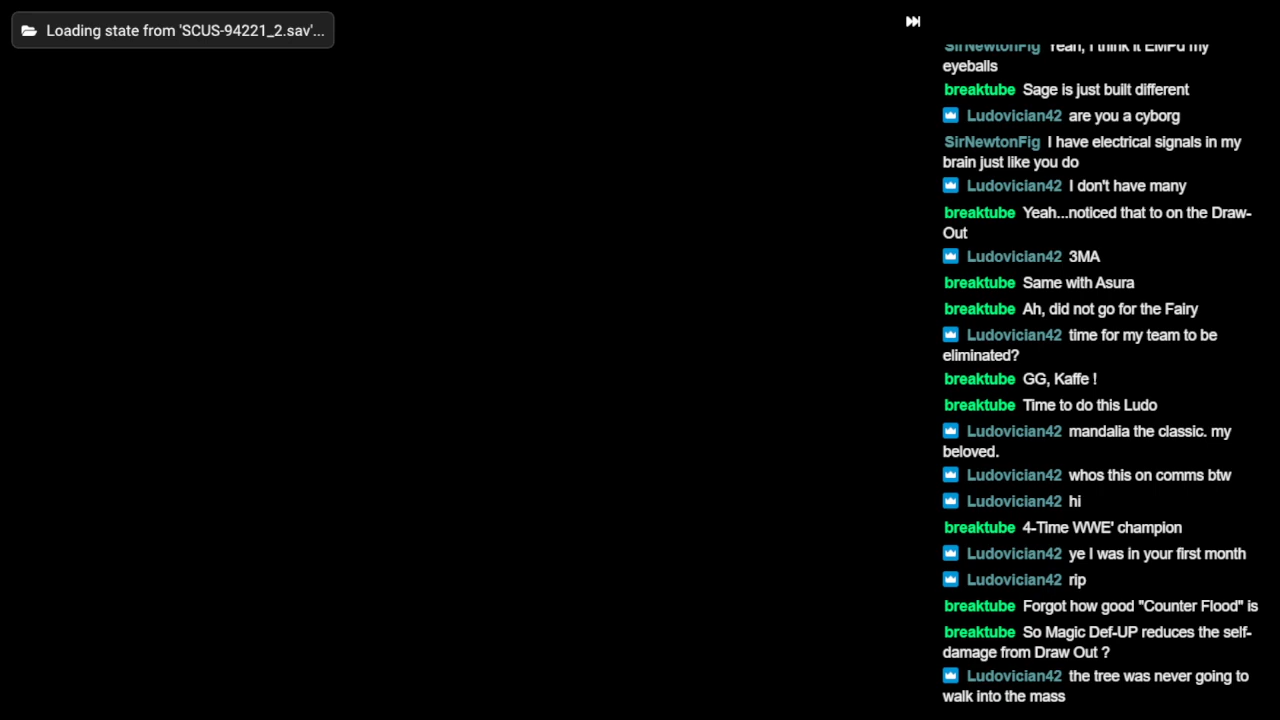 Loading state from 'SCUS-94221_2.sav'...
SirNewtonFig Yeah, I think it EMPd my
eyeballs
breaktube Sage is just built different
Ludovician42 are you a cyborg
SirNewtonFig I have electrical signals in my
brain just like you do
Ludovician42 I don't have many
breaktube Yeah...noticed that to on the Draw-
Out
Ludovician42 3MA
breaktube Same with Asura
breaktube Ah, did not go for the Fairy
Ludovician42 time for my team to be
eliminated?
breaktube GG, Kaffe !
breaktube Time to do this Ludo
Ludovician42 mandalia the classic. my
beloved.
Ludovician42 whos this on comms btw
Ludovician42 hi
breaktube 4-Time WWE' champion
Ludovician42 ye I was in your first month
Ludovician42 rip
breaktube Forgot how good "Counter Flood" is
breaktube So Magic Def-UP reduces the self-
damage from Draw Out ?
Ludovician42 the tree was never going to
walk into the mass